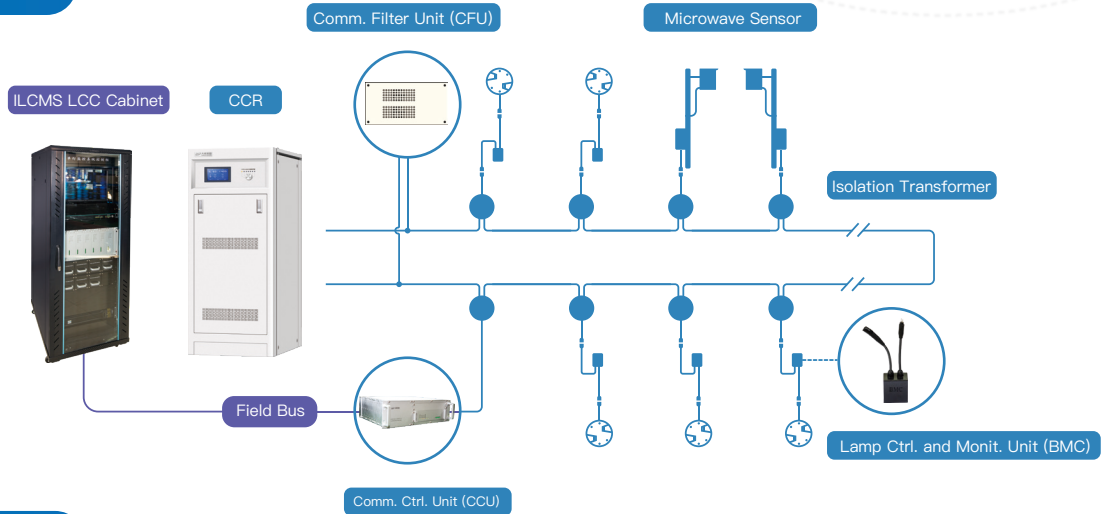 Comm. Filter Unit (CFU)
Microwave Sensor
ILCMS LCC Cabinet
CCR
Isolation Transformer
Field Bus
Lamp Ctrl. and Monit. Unit (BMC)
Comm. Ctrl. Unit (CCU)